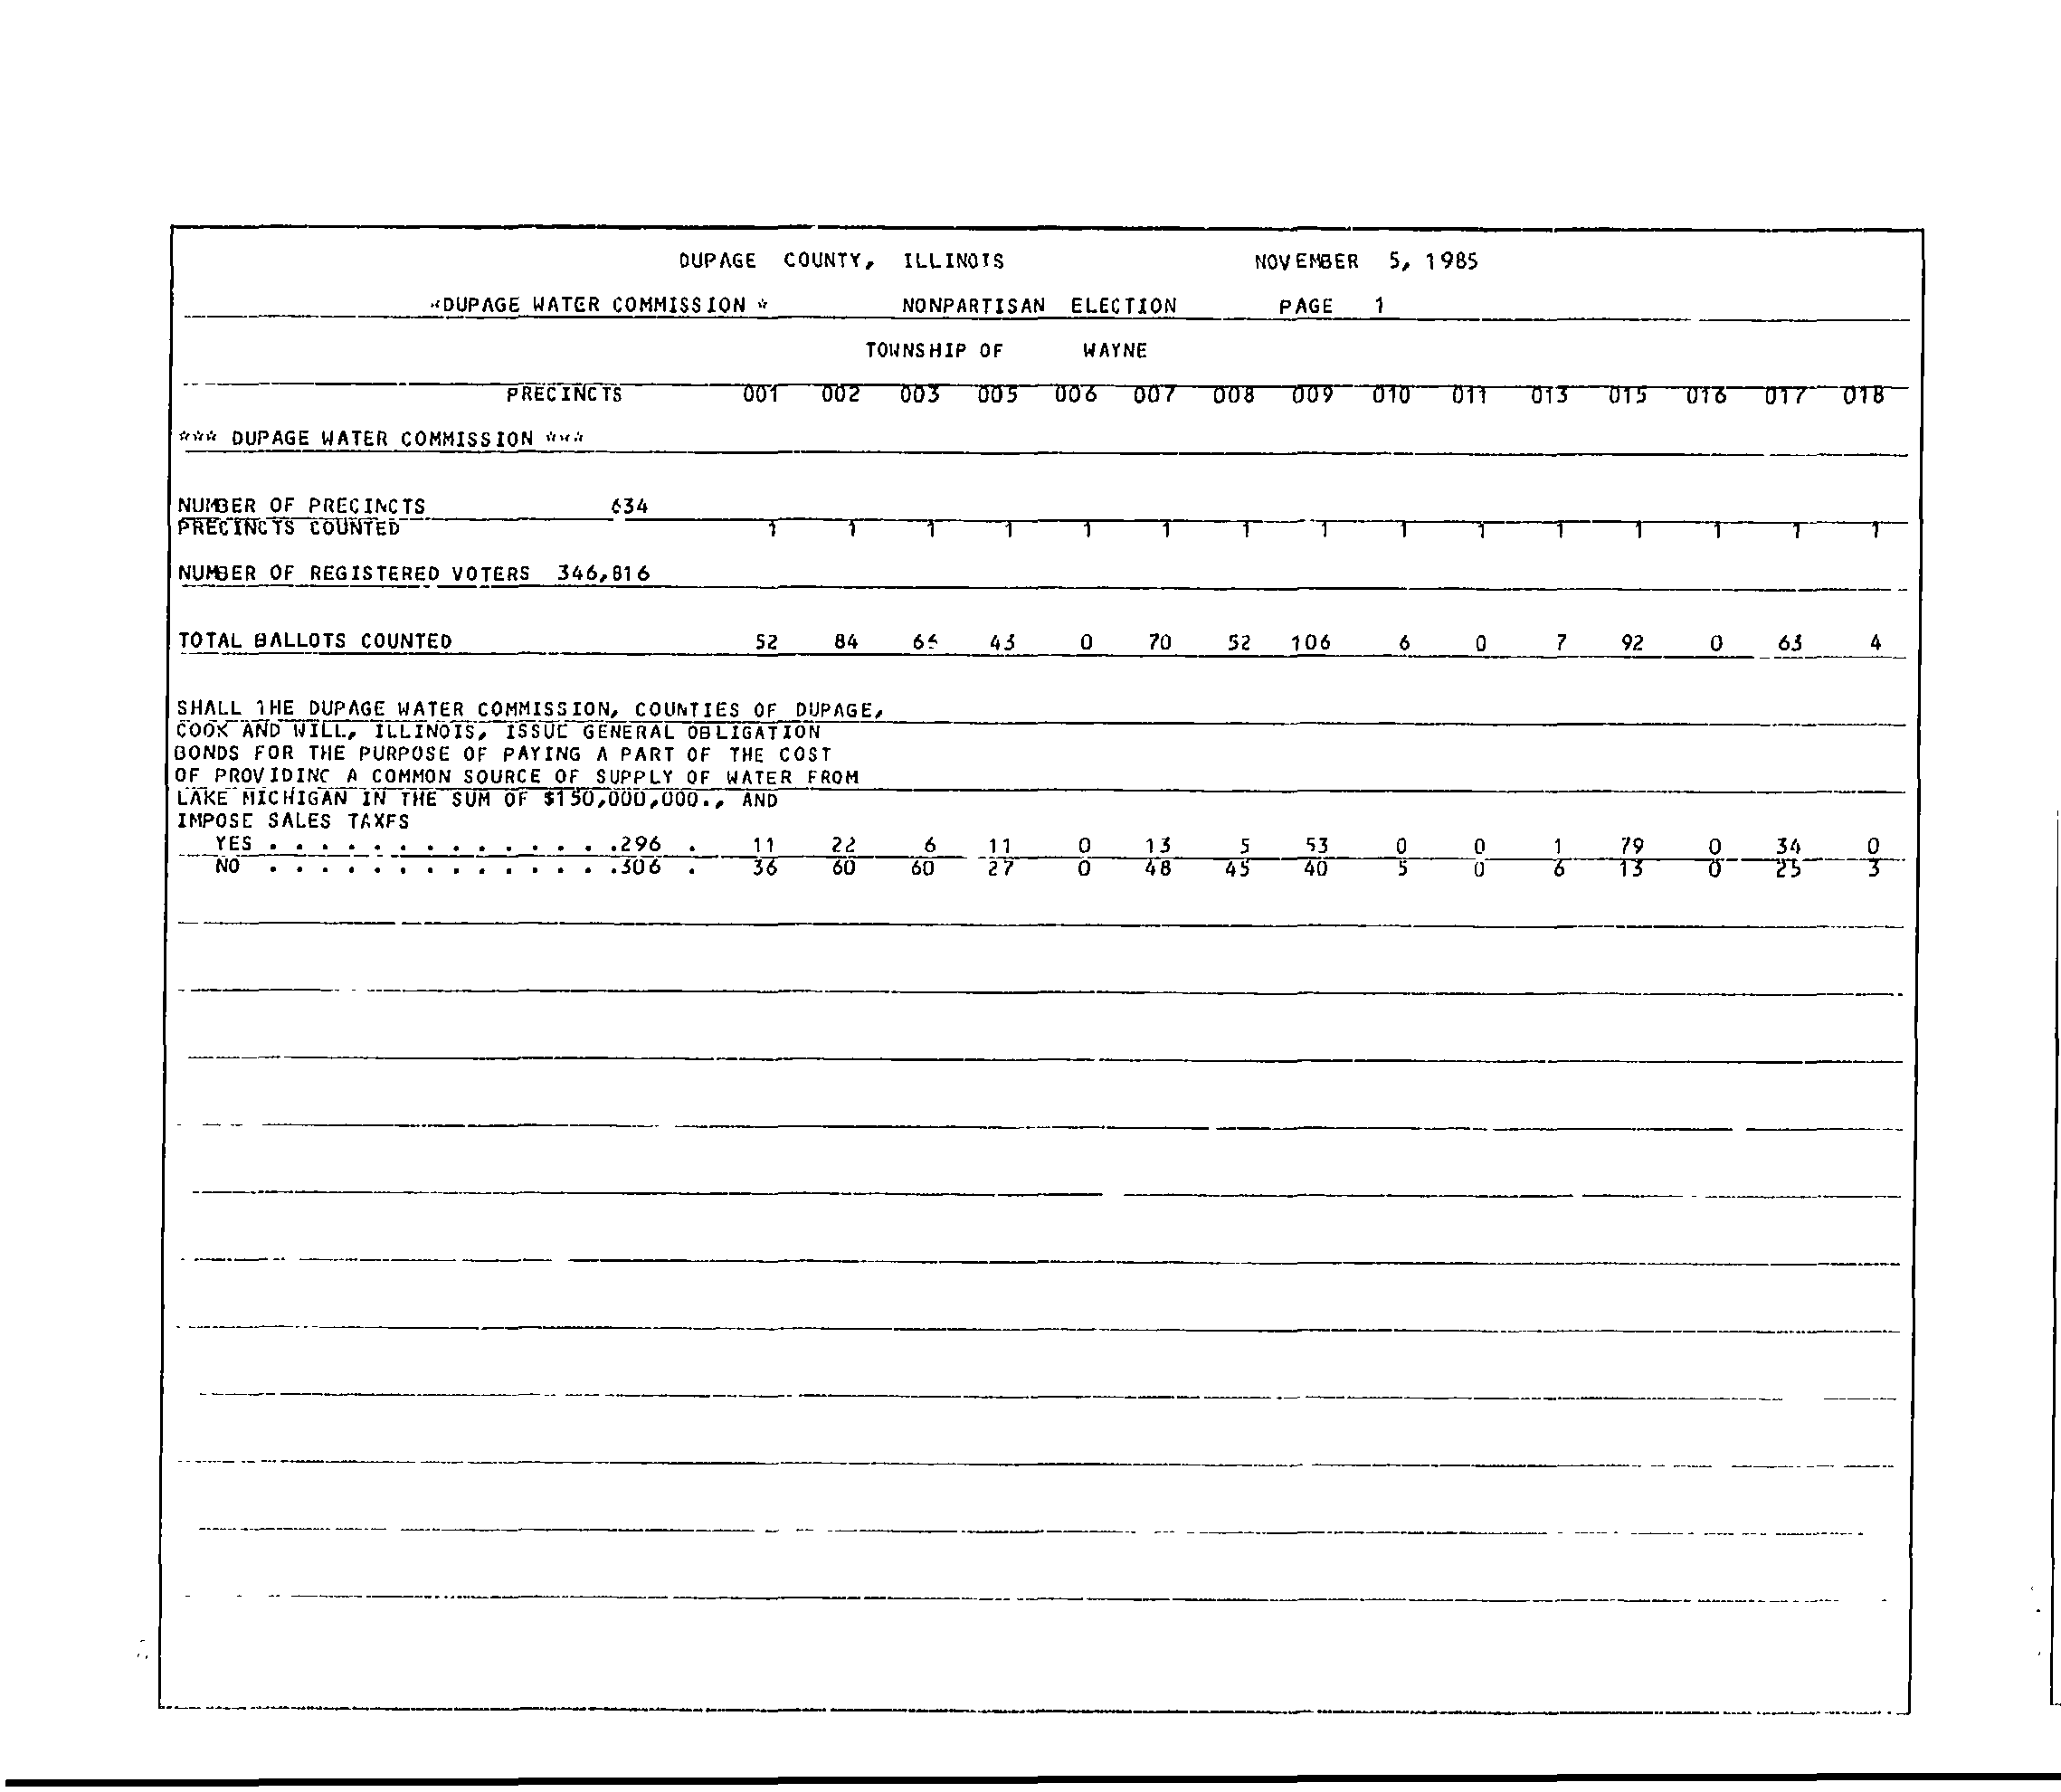 DUPAGE COUNTY, ILLINOIS NOVEMBER 5, 1985
*DUPAGE WATER COMMISSION * NONPARTISAN ELECTION PAGE 1
TOWNSHIP OF WAYNE
PRECINCTS 001 002 003 005 006 007 008 009 010 011 013 015 016 017 018
*** DUPAGE WATER COMMISSION ***
NUMBER OF PRECINCTS 634
PRECINCTS COUNTED 1 1 1 1 1 1 1 1 1 1 1 1 1 1 1
NUMBER OF REGISTERED VOTERS 346,816
TOTAL BALLOTS COUNTED 52 84 43 0 70 52 106 6 0 7 92 0 63 4
SHALL THE DUPAGE WATER COMMISSION, COUNTIES OF DUPAGE,
COOK AND WILL, ILLINOIS, ISSUE GENERAL OBLIGATION
BONDS FOR THE PURPOSE OF PAYING A PART OF THE COST
OF PROVIDING A COMMON SOURCE OF SUPPLY OF WATER FROM
LAKE MICHIGAN IN THE SUM OF $150,000,000., AND
IMPOSE SALES TAXES
YES . . . . . . . . . . . . . .296 . 11 22 6 11 0 13 5 53 0 0 1 79 0 34 0
NO . . . . . . . . . . . . . .306 . 36 60 60 27 0 48 45 40 5 0 6 13 0 25 3